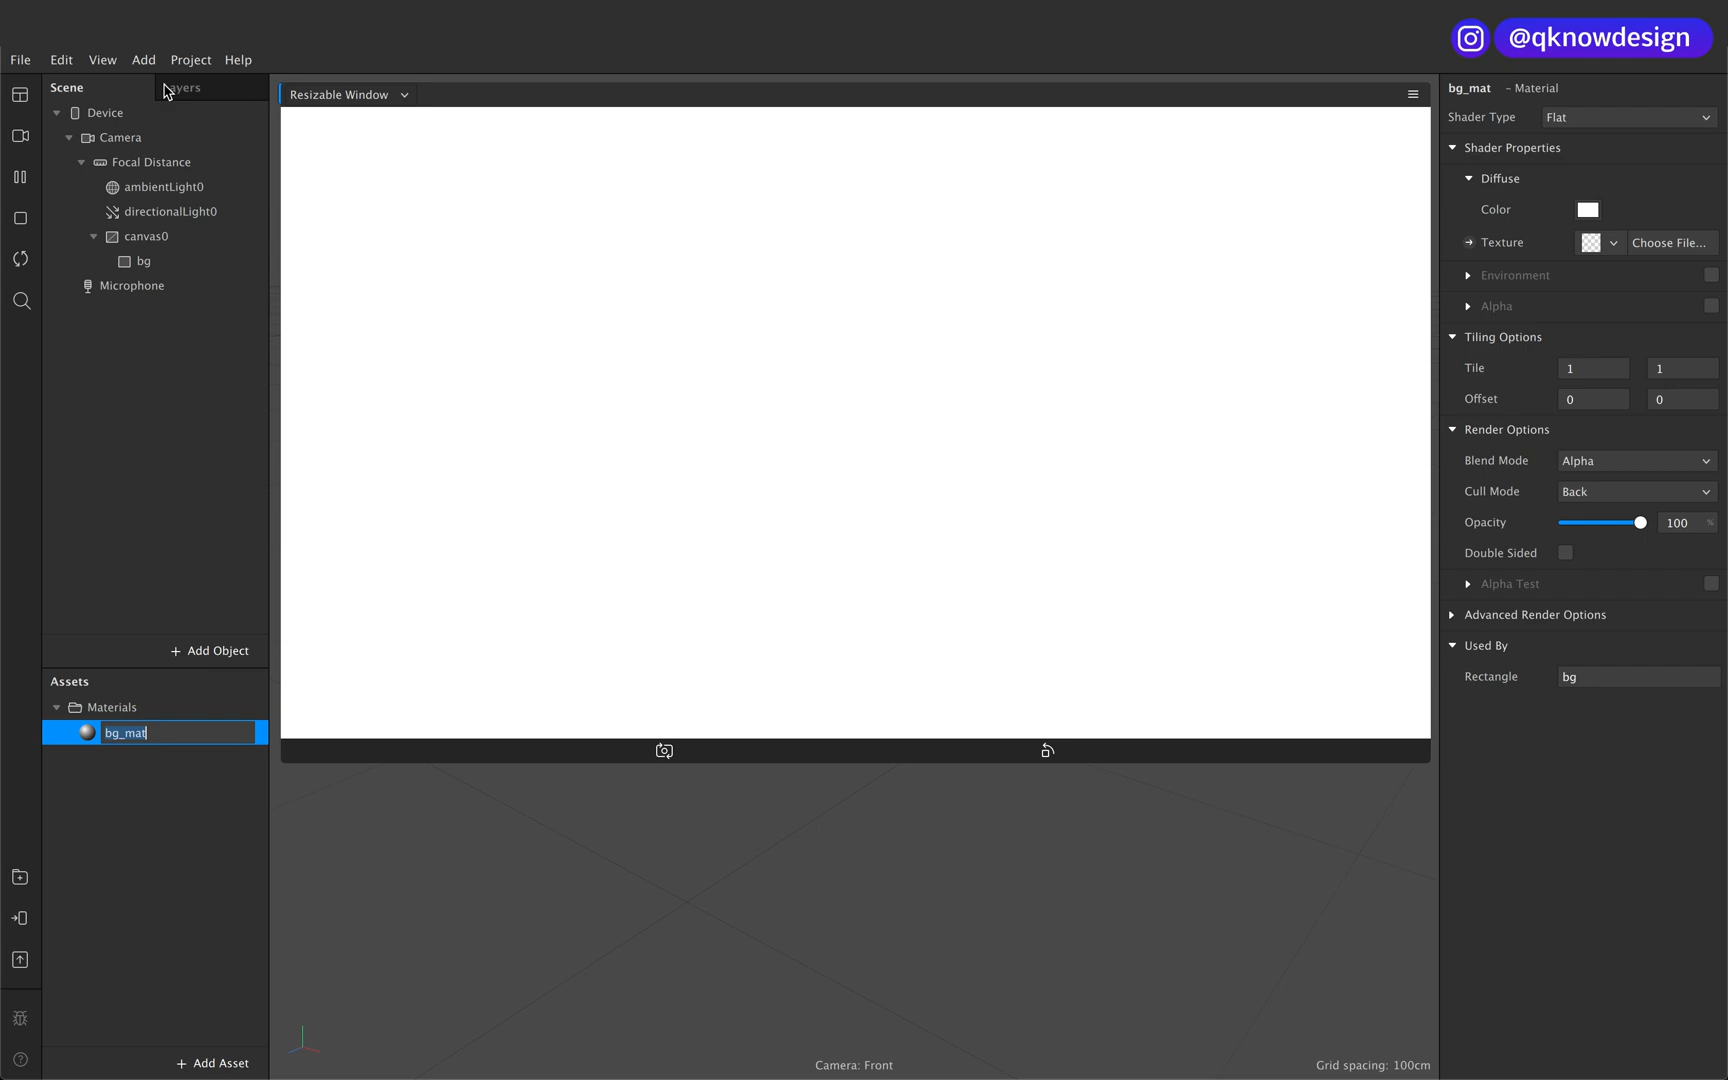 @qknowdesign
File Edit View Add Project Help
Scene
Device
Camera
Focal Distance
ambientLight0
directionalLight0
canvas0
bg
Microphone
+ Add Object
Assets
Materials
bg_mat
+ Add Asset
Resizable Window
Camera: Front
Grid spacing: 100cm
bg_mat - Material
Shader Type Flat
Shader Properties
Diffuse
Color
Texture Choose File...
Environment
Alpha
Tiling Options
Tile 1 1
Offset 0 0
Render Options
Blend Mode Alpha
Cull Mode Back
Opacity 100 %
Double Sided
Alpha Test
Advanced Render Options
Used By
Rectangle bg